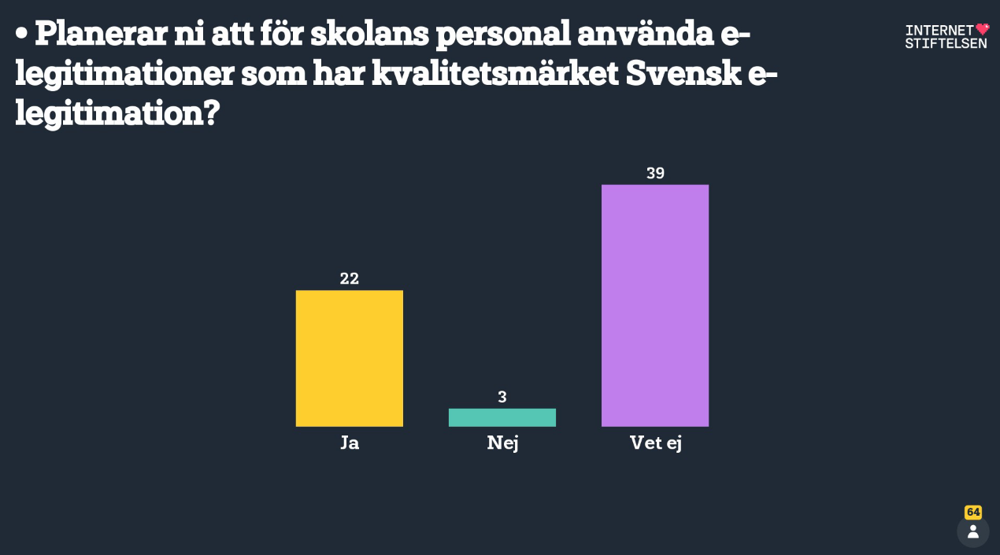 • Planerar ni att för skolans personal använda e-
legitimationer som har kvalitetsmärket Svensk e-
legitimation?
INTERNET
STIFTELSEN
39
22
3
Ja
Nej
Vet ej
64